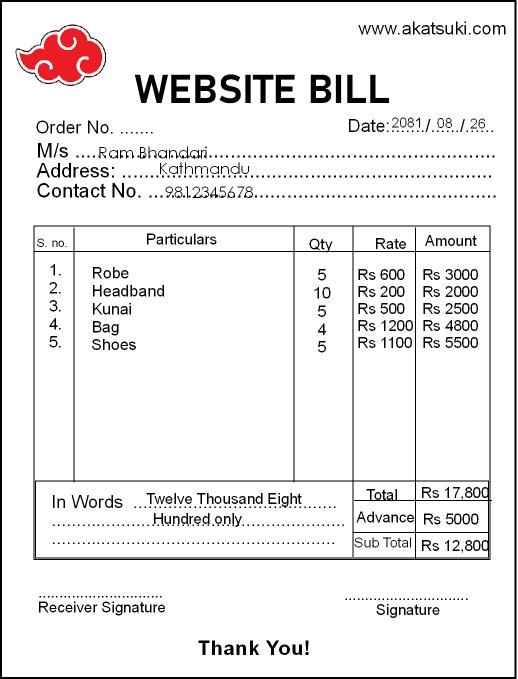 www.akatsuki.com
WEBSITE BILL
Order No. ....... Date: 2081 / 08 / 26
M/s Ram Bhandari
Address: Kathmandu
Contact No. 9812345678
S. no. Particulars Qty Rate Amount
1. Robe 5 Rs 600 Rs 3000
2. Headband 10 Rs 200 Rs 2000
3. Kunai 5 Rs 500 Rs 2500
4. Bag 4 Rs 1200 Rs 4800
5. Shoes 5 Rs 1100 Rs 5500
In Words Twelve Thousand Eight
Hundred only
Total Rs 17,800
Advance Rs 5000
Sub Total Rs 12,800
Receiver Signature Signature
Thank You!